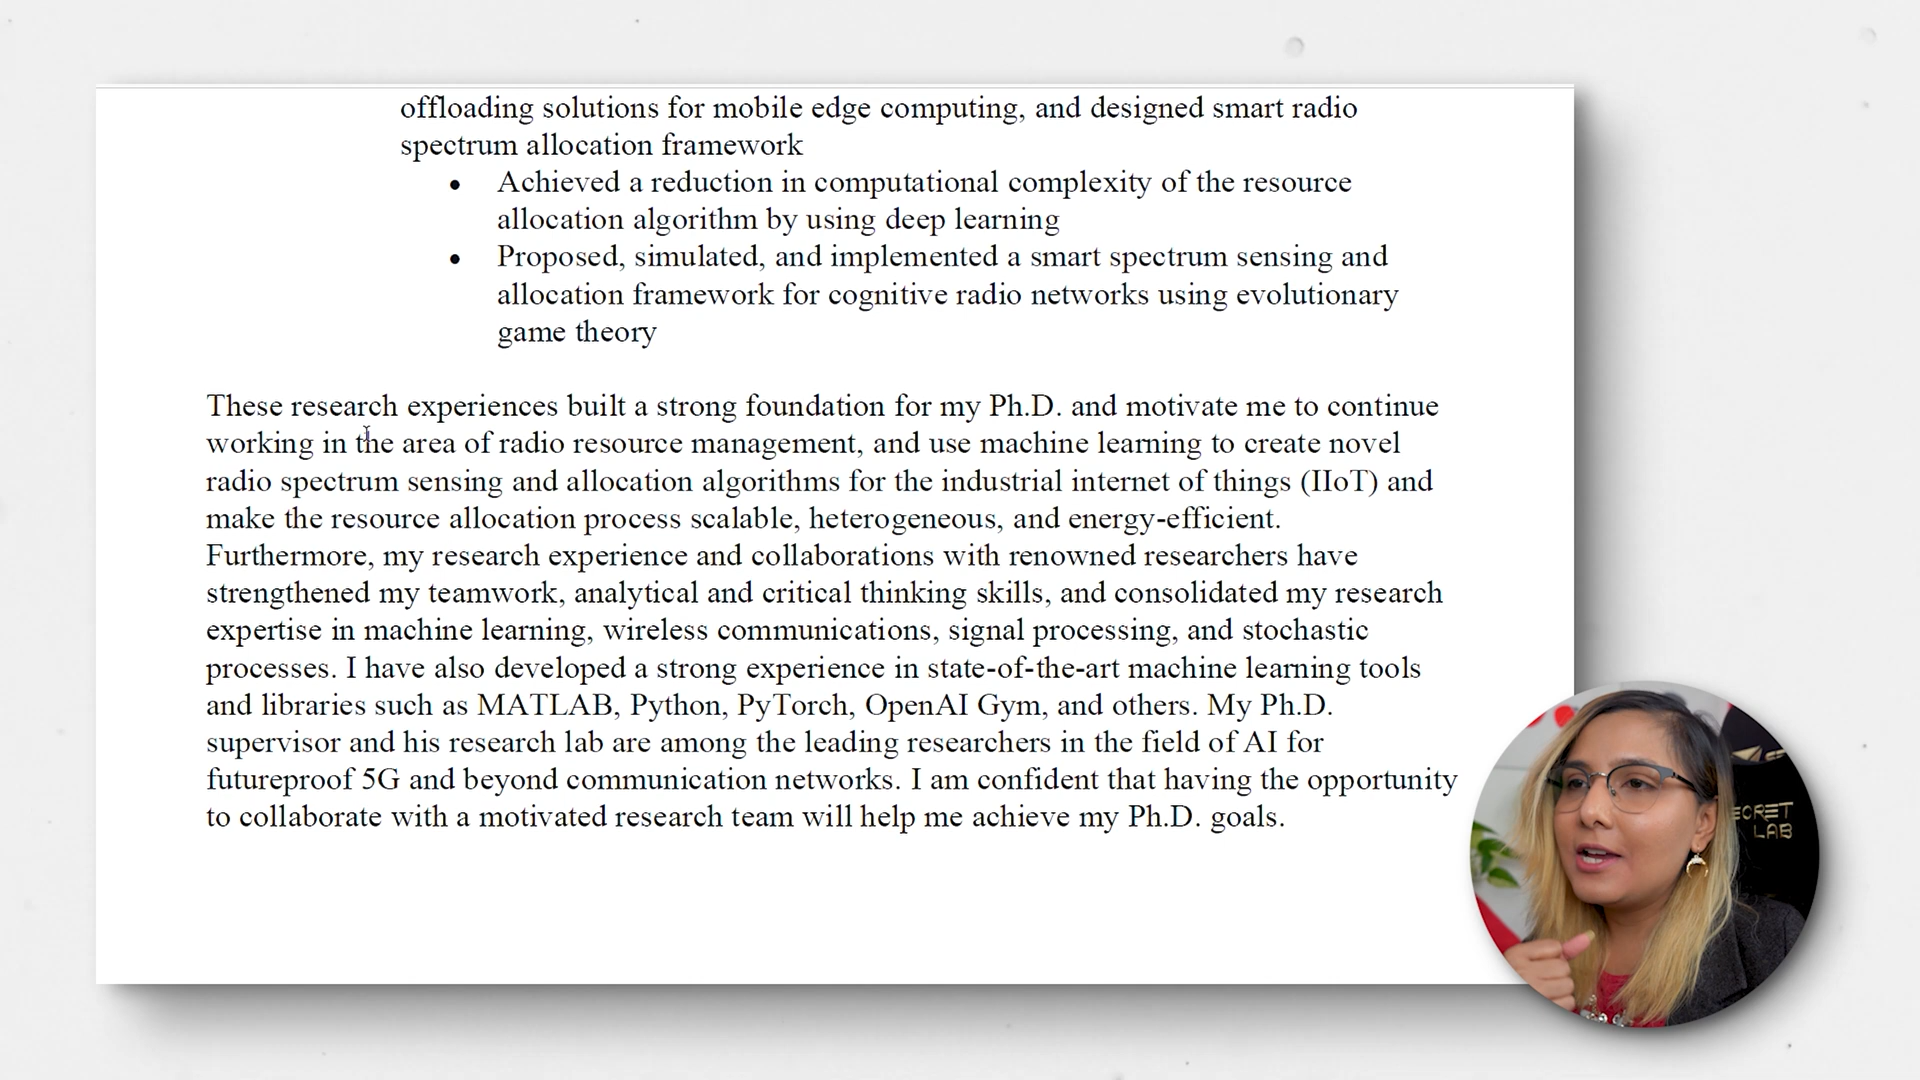 offloading solutions for mobile edge computing, and designed smart radio
spectrum allocation framework
• Achieved a reduction in computational complexity of the resource
allocation algorithm by using deep learning
• Proposed, simulated, and implemented a smart spectrum sensing and
allocation framework for cognitive radio networks using evolutionary
game theory
These research experiences built a strong foundation for my Ph.D. and motivate me to continue
working in the area of radio resource management, and use machine learning to create novel
radio spectrum sensing and allocation algorithms for the industrial internet of things (IIoT) and
make the resource allocation process scalable, heterogeneous, and energy-efficient.
Furthermore, my research experience and collaborations with renowned researchers have
strengthened my teamwork, analytical and critical thinking skills, and consolidated my research
expertise in machine learning, wireless communications, signal processing, and stochastic
processes. I have also developed a strong experience in state-of-the-art machine learning tools
and libraries such as MATLAB, Python, PyTorch, OpenAI Gym, and others. My Ph.D.
supervisor and his research lab are among the leading researchers in the field of AI for
futureproof 5G and beyond communication networks. I am confident that having the opportunity
to collaborate with a motivated research team will help me achieve my Ph.D. goals.
ECRET
LAB